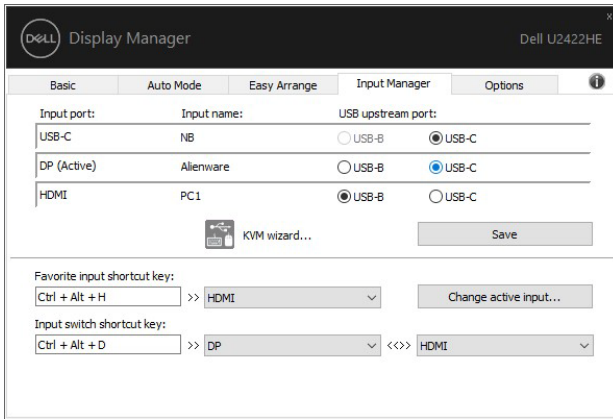 x
DELL Display Manager Dell U2422HE
Basic Auto Mode Easy Arrange Input Manager Options i
Input port: Input name: USB upstream port:
USB-C NB USB-B USB-C
DP (Active) Alienware USB-B USB-C
HDMI PC1 USB-B USB-C
KVM wizard... Save
Favorite input shortcut key:
Ctrl + Alt + H >> HDMI Change active input...
Input switch shortcut key:
Ctrl + Alt + D >> DP <<>> HDMI